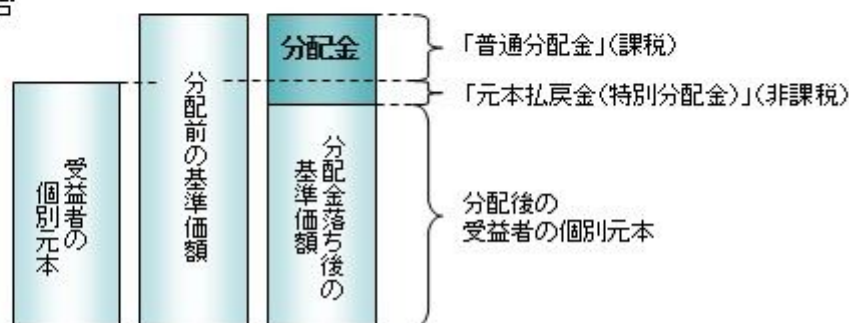 受益者の
個別元本
分配前の基準価額
分配金
分配金落ち後の
基準価額
「普通分配金」(課税)
「元本払戻金(特別分配金)」(非課税)
分配後の
受益者の個別元本